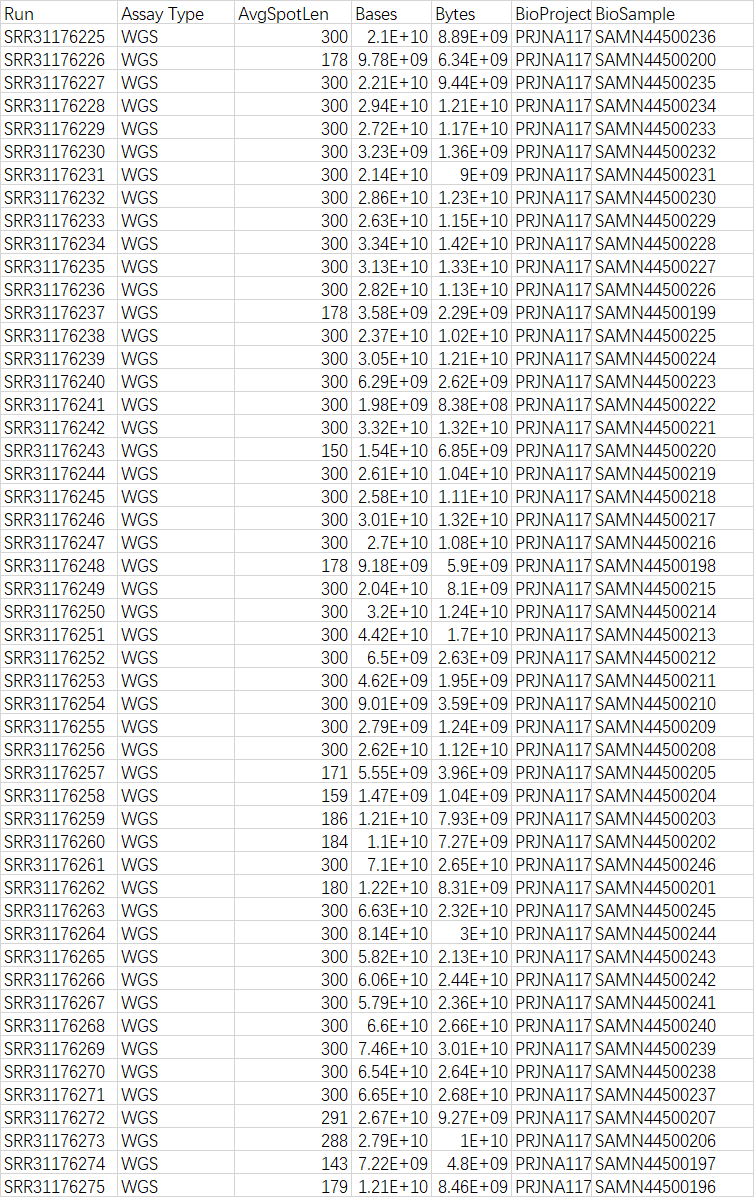 Run Assay Type AvgSpotLen Bases Bytes BioProject BioSample
SRR31176225 WGS 300 2.1E+10 8.89E+09 PRJNA117 SAMN44500236
SRR31176226 WGS 178 9.78E+09 6.34E+09 PRJNA117 SAMN44500200
SRR31176227 WGS 300 2.21E+10 9.44E+09 PRJNA117 SAMN44500235
SRR31176228 WGS 300 2.94E+10 1.21E+10 PRJNA117 SAMN44500234
SRR31176229 WGS 300 2.72E+10 1.17E+10 PRJNA117 SAMN44500233
SRR31176230 WGS 300 3.23E+09 1.36E+09 PRJNA117 SAMN44500232
SRR31176231 WGS 300 2.14E+10 9E+09 PRJNA117 SAMN44500231
SRR31176232 WGS 300 2.86E+10 1.23E+10 PRJNA117 SAMN44500230
SRR31176233 WGS 300 2.63E+10 1.15E+10 PRJNA117 SAMN44500229
SRR31176234 WGS 300 3.34E+10 1.42E+10 PRJNA117 SAMN44500228
SRR31176235 WGS 300 3.13E+10 1.33E+10 PRJNA117 SAMN44500227
SRR31176236 WGS 300 2.82E+10 1.13E+10 PRJNA117 SAMN44500226
SRR31176237 WGS 178 3.58E+09 2.29E+09 PRJNA117 SAMN44500199
SRR31176238 WGS 300 2.37E+10 1.02E+10 PRJNA117 SAMN44500225
SRR31176239 WGS 300 3.05E+10 1.21E+10 PRJNA117 SAMN44500224
SRR31176240 WGS 300 6.29E+09 2.62E+09 PRJNA117 SAMN44500223
SRR31176241 WGS 300 1.98E+09 8.38E+08 PRJNA117 SAMN44500222
SRR31176242 WGS 300 3.32E+10 1.32E+10 PRJNA117 SAMN44500221
SRR31176243 WGS 150 1.54E+10 6.85E+09 PRJNA117 SAMN44500220
SRR31176244 WGS 300 2.61E+10 1.04E+10 PRJNA117 SAMN44500219
SRR31176245 WGS 300 2.58E+10 1.11E+10 PRJNA117 SAMN44500218
SRR31176246 WGS 300 3.01E+10 1.32E+10 PRJNA117 SAMN44500217
SRR31176247 WGS 300 2.7E+10 1.08E+10 PRJNA117 SAMN44500216
SRR31176248 WGS 178 9.18E+09 5.9E+09 PRJNA117 SAMN44500198
SRR31176249 WGS 300 2.04E+10 8.1E+09 PRJNA117 SAMN44500215
SRR31176250 WGS 300 3.2E+10 1.24E+10 PRJNA117 SAMN44500214
SRR31176251 WGS 300 4.42E+10 1.7E+10 PRJNA117 SAMN44500213
SRR31176252 WGS 300 6.5E+09 2.63E+09 PRJNA117 SAMN44500212
SRR31176253 WGS 300 4.62E+09 1.95E+09 PRJNA117 SAMN44500211
SRR31176254 WGS 300 9.01E+09 3.59E+09 PRJNA117 SAMN44500210
SRR31176255 WGS 300 2.79E+10 1.24E+10 PRJNA117 SAMN44500209
SRR31176256 WGS 300 2.62E+10 1.12E+10 PRJNA117 SAMN44500208
SRR31176257 WGS 171 5.55E+09 3.96E+09 PRJNA117 SAMN44500205
SRR31176258 WGS 159 1.47E+09 1.04E+09 PRJNA117 SAMN44500204
SRR31176259 WGS 186 1.21E+10 7.93E+09 PRJNA117 SAMN44500203
SRR31176260 WGS 184 1.1E+10 7.27E+09 PRJNA117 SAMN44500202
SRR31176261 WGS 300 7.1E+10 2.65E+10 PRJNA117 SAMN44500246
SRR31176262 WGS 180 1.22E+10 8.31E+09 PRJNA117 SAMN44500201
SRR31176263 WGS 300 6.63E+10 2.32E+10 PRJNA117 SAMN44500245
SRR31176264 WGS 300 8.14E+10 3E+10 PRJNA117 SAMN44500244
SRR31176265 WGS 300 5.82E+10 2.13E+10 PRJNA117 SAMN44500243
SRR31176266 WGS 300 6.06E+10 2.44E+10 PRJNA117 SAMN44500242
SRR31176267 WGS 300 5.79E+10 2.36E+10 PRJNA117 SAMN44500241
SRR31176268 WGS 300 6.6E+10 2.66E+10 PRJNA117 SAMN44500240
SRR31176269 WGS 300 7.46E+10 3.01E+10 PRJNA117 SAMN44500239
SRR31176270 WGS 300 6.54E+10 2.64E+10 PRJNA117 SAMN44500238
SRR31176271 WGS 300 6.65E+10 2.68E+10 PRJNA117 SAMN44500237
SRR31176272 WGS 291 2.67E+10 9.27E+09 PRJNA117 SAMN44500207
SRR31176273 WGS 288 2.79E+10 1E+10 PRJNA117 SAMN44500206
SRR31176274 WGS 143 7.22E+09 4.8E+09 PRJNA117 SAMN44500197
SRR31176275 WGS 179 1.21E+10 8.46E+09 PRJNA117 SAMN44500196